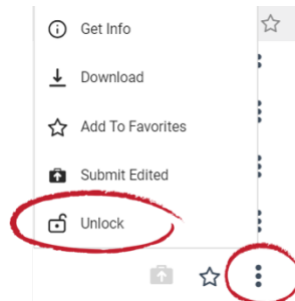 Get Info
Download
Add To Favorites
Submit Edited
Unlock